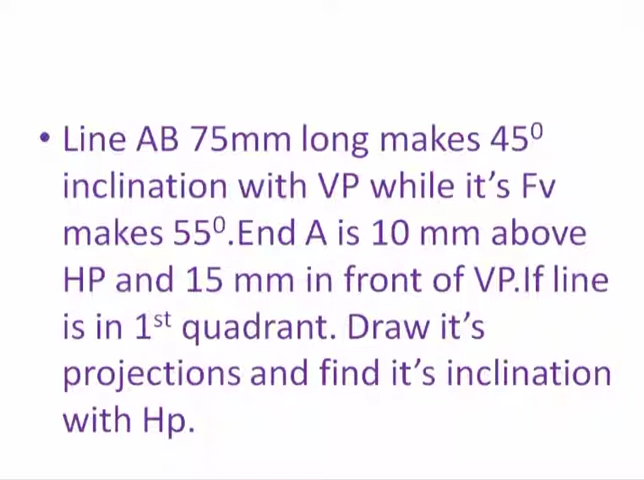 • Line AB 75mm long makes 45⁰
inclination with VP while it's Fv
makes 55⁰.End A is 10 mm above
HP and 15 mm in front of VP.If line
is in 1ˢᵗ quadrant. Draw it's
projections and find it's inclination
with Hp.